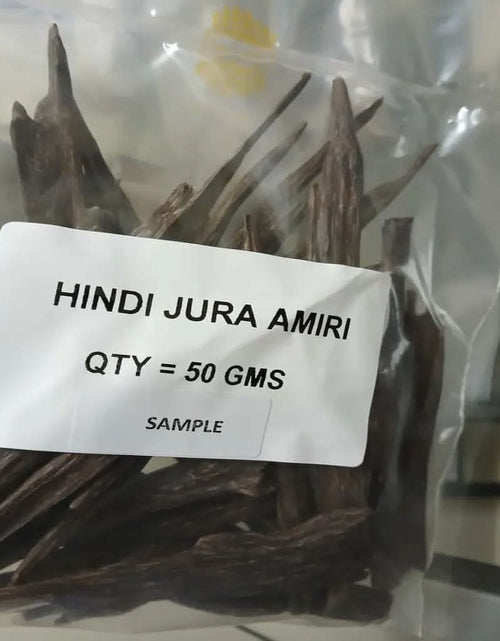 HINDI JURA AMIRI
QTY = 50 GMS
SAMPLE